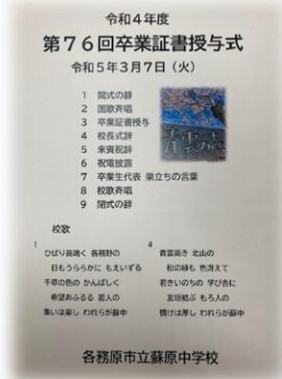 令和４年度
第７６回卒業証書授与式
令和５年３月７日（火）
１　開式の辞
２　国歌斉唱
３　卒業証書授与
４　校長式辞
５　来賓祝辞
６　祝電披露
７　卒業生代表　巣立ちの言葉
８　校歌斉唱
９　閉式の辞
校歌
1
ひばり高鳴く　各務野の
日もうららかに　もえいずる
千草の色の　かんばしく
希望あふるる　若人の
集いは楽し　われらが蘇中
4
青雲高き　北山の
松の緑も　色冴えて
若きいのちの　学び舎に
友垣結ぶ　もろ人の
情けは厚し　われらが蘇中
各務原市立蘇原中学校